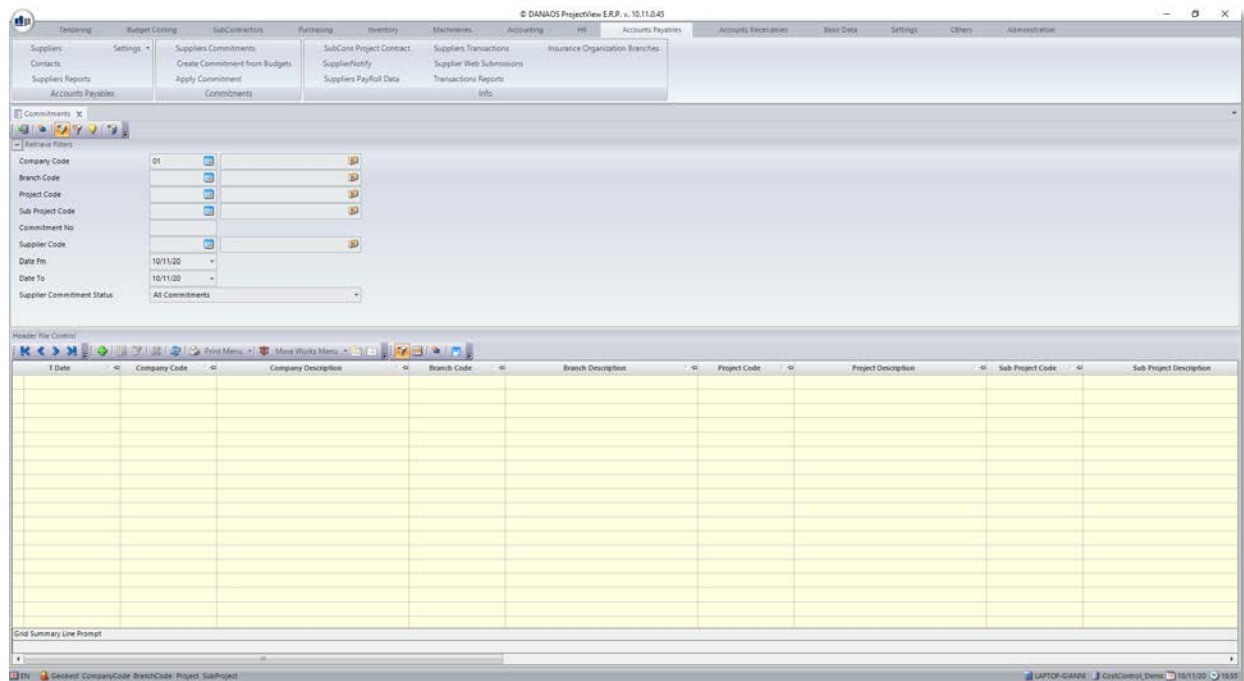 © DANAOS ProjectView E.R.P. v. 10.11.0.45
Tendering Budget Costing SubContractors Purchasing Inventory Machineries Accounting HR Accounts Payables Accounts Receivables Basic Data Settings Others Administration
Suppliers Settings Suppliers Commitments SubCons Project Contract Suppliers Transactions Insurance Organization Branches
Contacts Create Commitment from Budgets SupplierNotify Supplier Web Submissions
Suppliers Reports Apply Commitment Suppliers PayRoll Data Transactions Reports
Accounts Payables Commitments Info
Commitments
Retrieve Filters
Company Code 01
Branch Code
Project Code
Sub Project Code
Commitment No
Supplier Code
Date Fm 10/11/20
Date To 10/11/20
Supplier Commitment Status All Commitments
Header File Control
Print Menu More Works Menu
Date Company Code Company Description Branch Code Branch Description Project Code Project Description Sub Project Code Sub Project Description
Grid Summary Line Prompt
EN Geobest CompanyCode BranchCode Project SubProject LAPTOP-GIANNI CostControl_Demo 10/11/20 1655